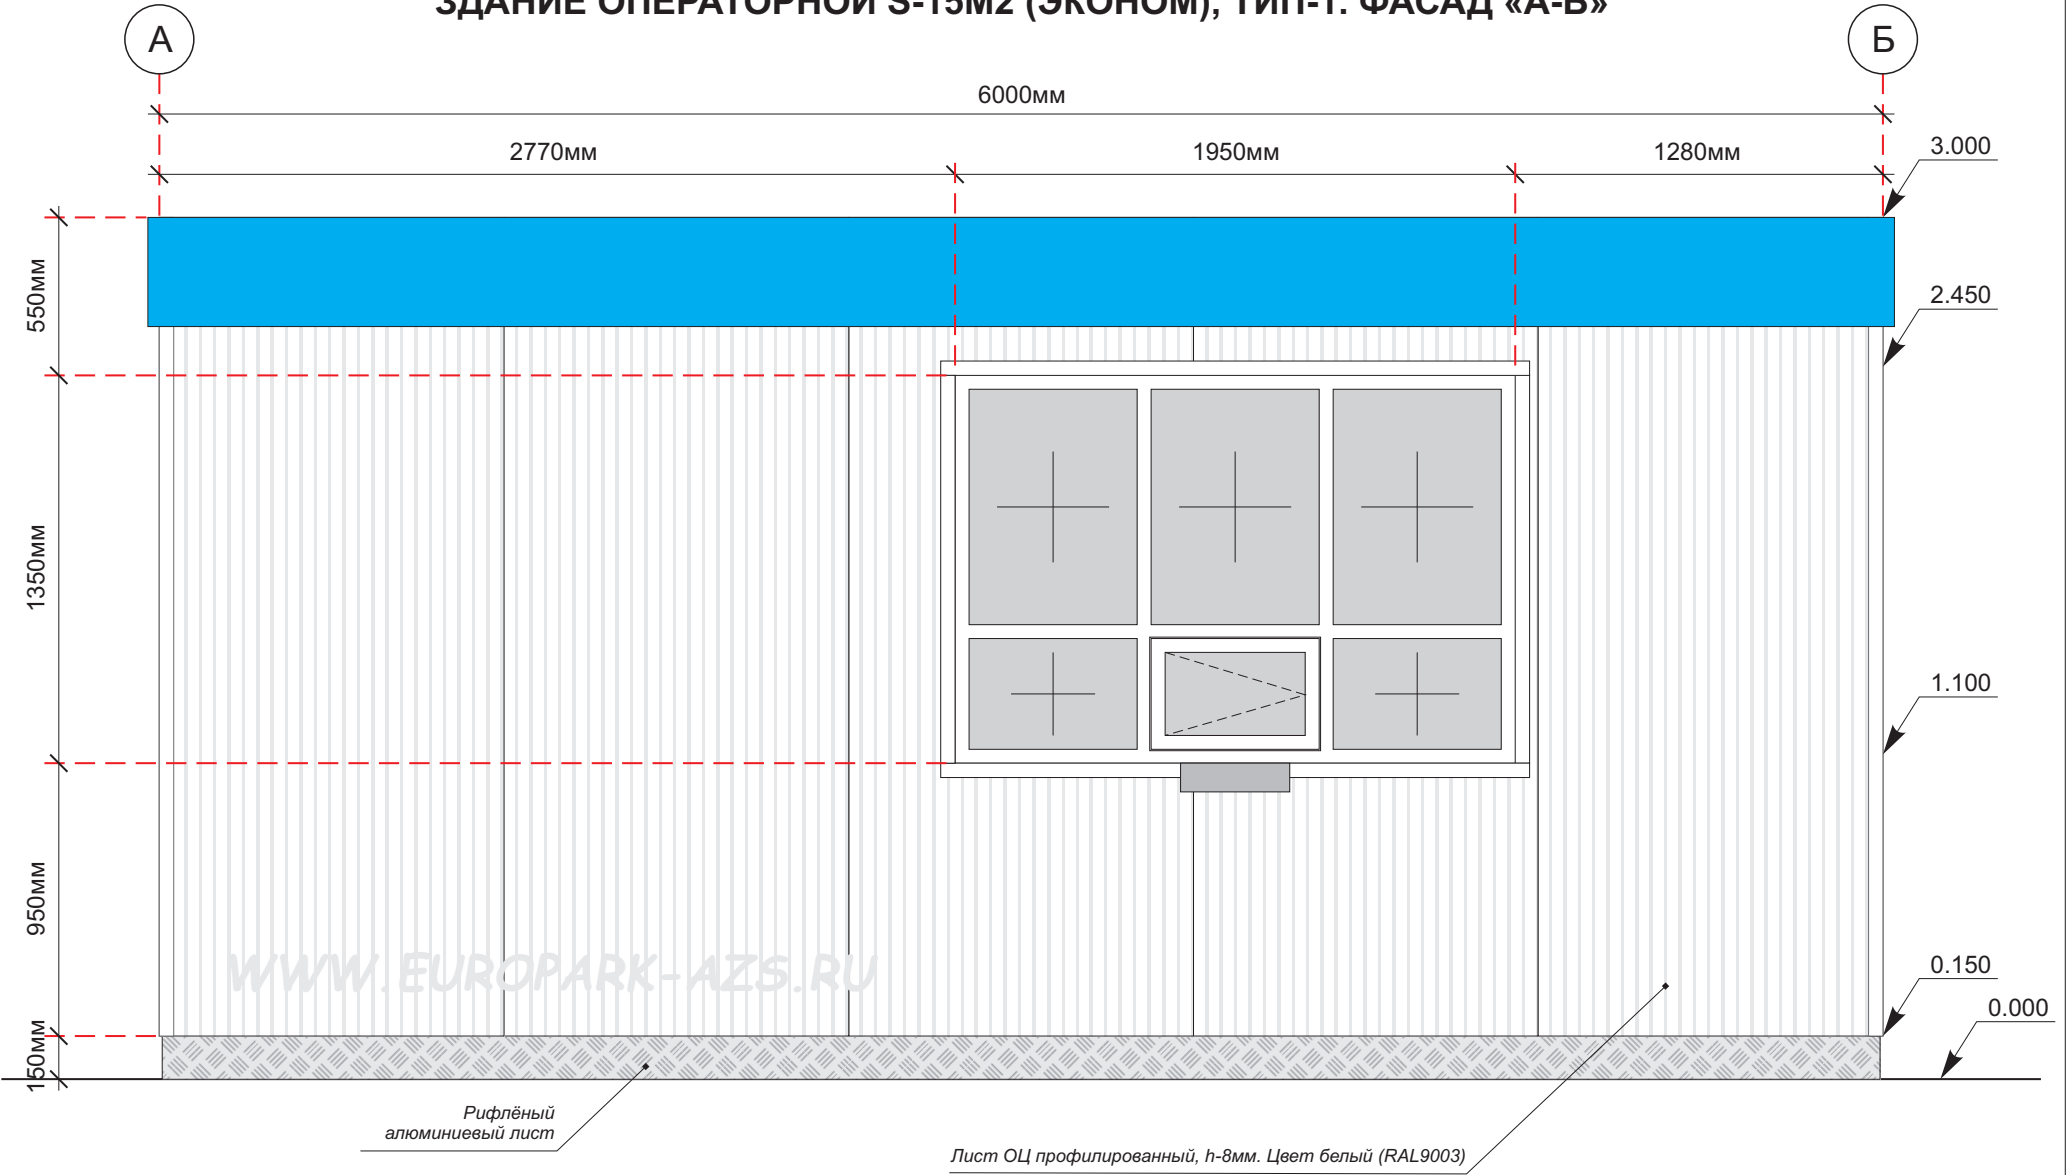 ЗДАНИЕ ОПЕРАТОРНОЙ S-15М2 (ЭКОНОМ), ТИП-1. ФАСАД «А-Б»
А
Б
6000мм
2770мм
1950мм
1280мм
3.000
2.450
550мм
1350мм
1.100
950мм
WWW.EUROPARK-AZS.RU
0.150
0.000
150мм
Рифлёный
алюминиевый лист
Лист ОЦ профилированный, h-8мм. Цвет белый (RAL9003)